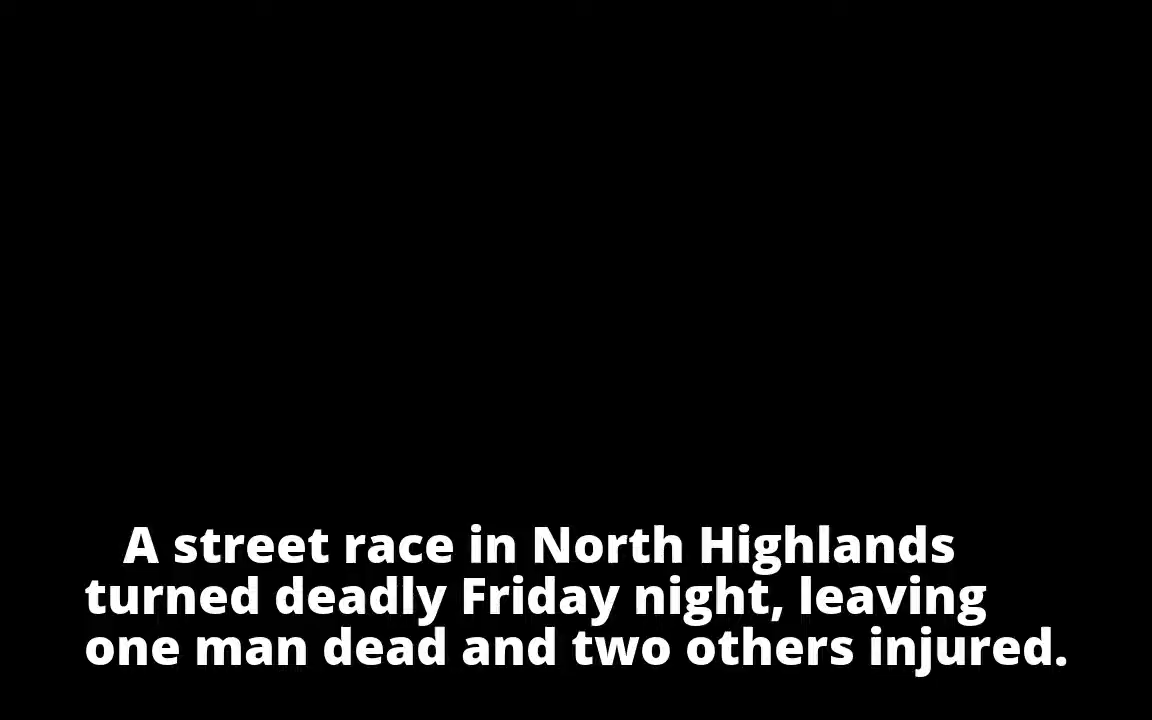 A street race in North Highlands
turned deadly Friday night, leaving
one man dead and two others injured.